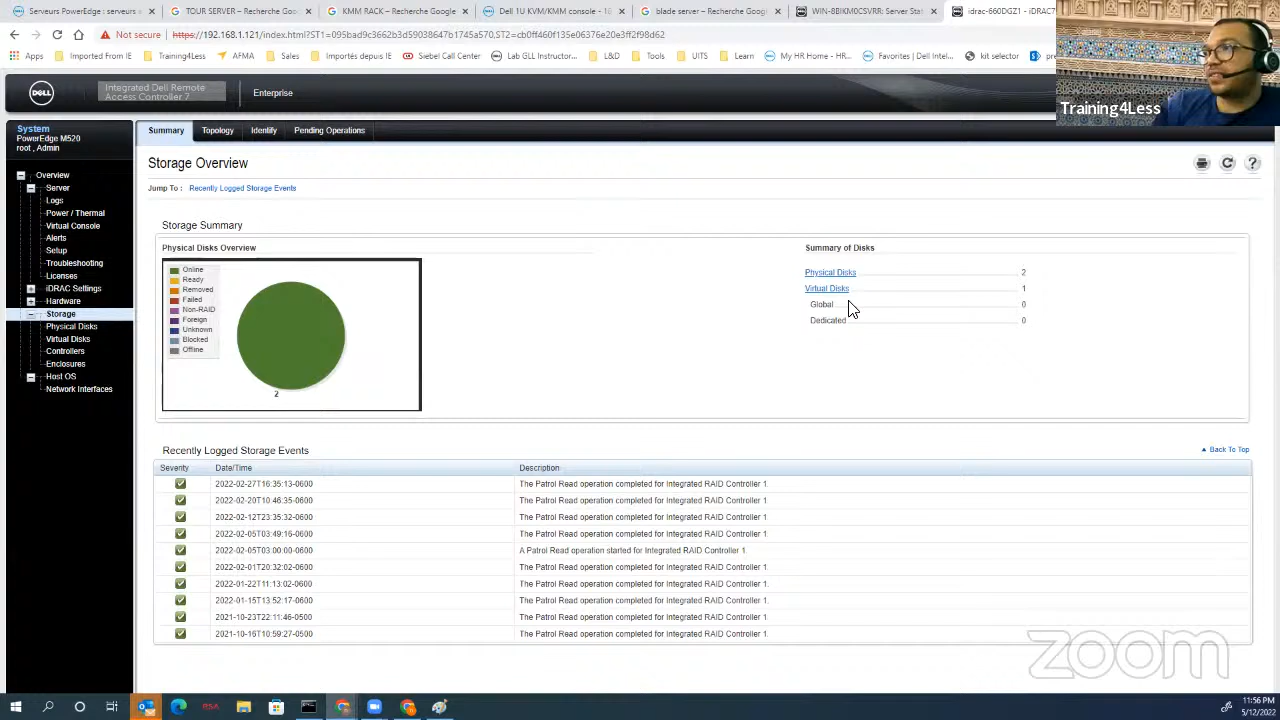 Serveurs PowerEdge : serveurs
TOUR SERVER – Recherche Goo
KMM RACK – Recherche Google
Dell 1U KVM/KMM console - 16
blade server – Recherche Google
WIN-8BIKM0CSVRR: Server Stat
idrac-660DGZ1 - iDRAC7
Not secure
Apps
Imported From IE
Training4Less
AFMA
Sales
Importés depuis IE
Siebel Call Center
Lab GLL Instructor...
L&D
Tools
UITS
Learn
My HR Home - HR...
Favorites | Dell Intel...
kit selector
Training4Less
DELL
Integrated Dell Remote
Access Controller 7
Enterprise
System
PowerEdge M520
root , Admin
Overview
Server
Logs
Power / Thermal
Virtual Console
Alerts
Setup
Troubleshooting
Licenses
iDRAC Settings
Hardware
Storage
Physical Disks
Virtual Disks
Controllers
Enclosures
Host OS
Network Interfaces
Summary
Topology
Identify
Pending Operations
Storage Overview
Jump To : Recently Logged Storage Events
Storage Summary
Physical Disks Overview
Online
Ready
Removed
Failed
Non-RAID
Foreign
Unknown
Blocked
Offline
2
Summary of Disks
Physical Disks 2
Virtual Disks 1
Global 0
Dedicated 0
Recently Logged Storage Events
Back To Top
Severity Date/Time Description
2022-02-27T16:35:13-0600 The Patrol Read operation completed for Integrated RAID Controller 1.
2022-02-20T10:46:35-0600 The Patrol Read operation completed for Integrated RAID Controller 1.
2022-02-12T23:35:32-0600 The Patrol Read operation completed for Integrated RAID Controller 1.
2022-02-05T03:49:16-0600 The Patrol Read operation completed for Integrated RAID Controller 1.
2022-02-05T03:00:00-0600 A Patrol Read operation started for Integrated RAID Controller 1.
2022-02-01T20:32:02-0600 The Patrol Read operation completed for Integrated RAID Controller 1.
2022-01-22T11:13:02-0600 The Patrol Read operation completed for Integrated RAID Controller 1.
2022-01-15T13:52:17-0600 The Patrol Read operation completed for Integrated RAID Controller 1.
2021-10-23T22:11:46-0500 The Patrol Read operation completed for Integrated RAID Controller 1.
2021-10-16T10:59:27-0500 The Patrol Read operation completed for Integrated RAID Controller 1.
zoom
RSA
11:56 PM
5/12/2022